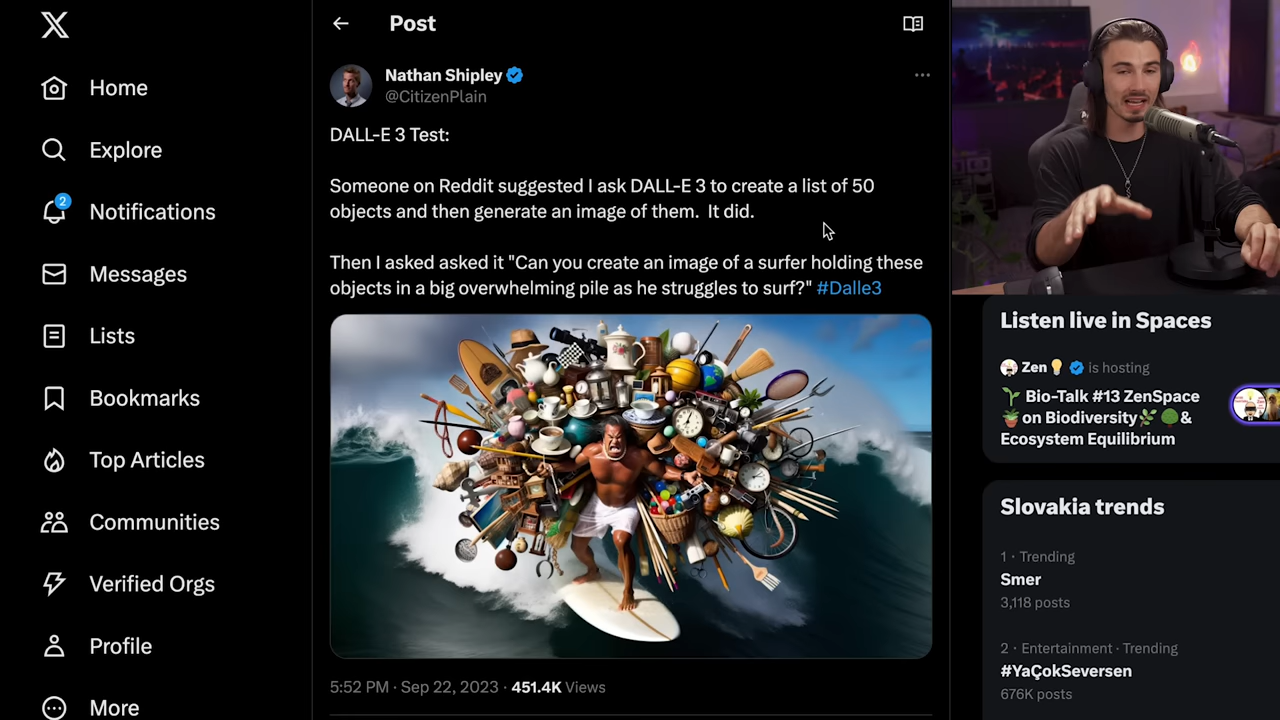 Home
Explore
2
Notifications
Messages
Lists
Bookmarks
Top Articles
Communities
Verified Orgs
Profile
More
Post
Nathan Shipley
@CitizenPlain
DALL-E 3 Test:
Someone on Reddit suggested I ask DALL-E 3 to create a list of 50
objects and then generate an image of them. It did.
Then I asked asked it "Can you create an image of a surfer holding these
objects in a big overwhelming pile as he struggles to surf?" #Dalle3
5:52 PM · Sep 22, 2023 · 451.4K Views
Listen live in Spaces
Zen is hosting
Bio-Talk #13 ZenSpace
on Biodiversity &
Ecosystem Equilibrium
Slovakia trends
1 · Trending
Smer
3,118 posts
2 · Entertainment · Trending
#YaÇokSeversen
676K posts